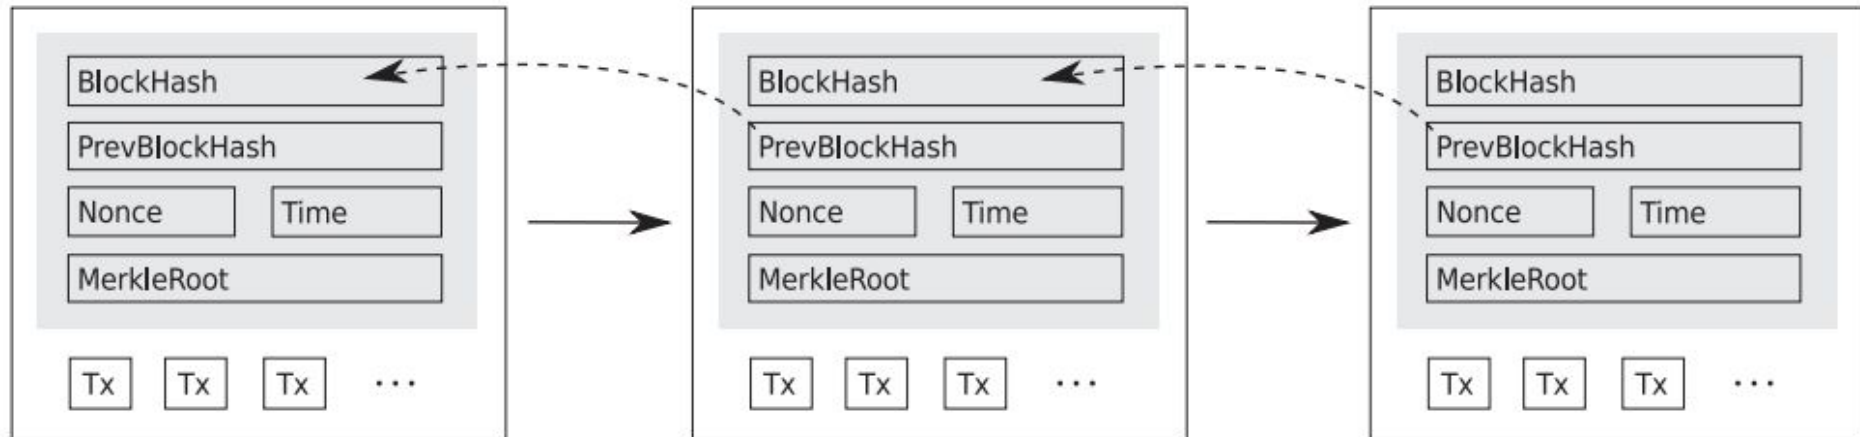 BlockHash
PrevBlockHash
Nonce Time
MerkleRoot
Tx Tx Tx ...
BlockHash
PrevBlockHash
Nonce Time
MerkleRoot
Tx Tx Tx ...
BlockHash
PrevBlockHash
Nonce Time
MerkleRoot
Tx Tx Tx ...